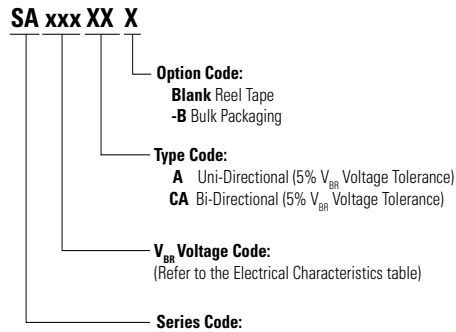 SA xxx XX X
Option Code:
Blank Reel Tape
-B Bulk Packaging
Type Code:
A Uni-Directional (5% VBR Voltage Tolerance)
CA Bi-Directional (5% VBR Voltage Tolerance)
VBR Voltage Code:
(Refer to the Electrical Characteristics table)
Series Code: